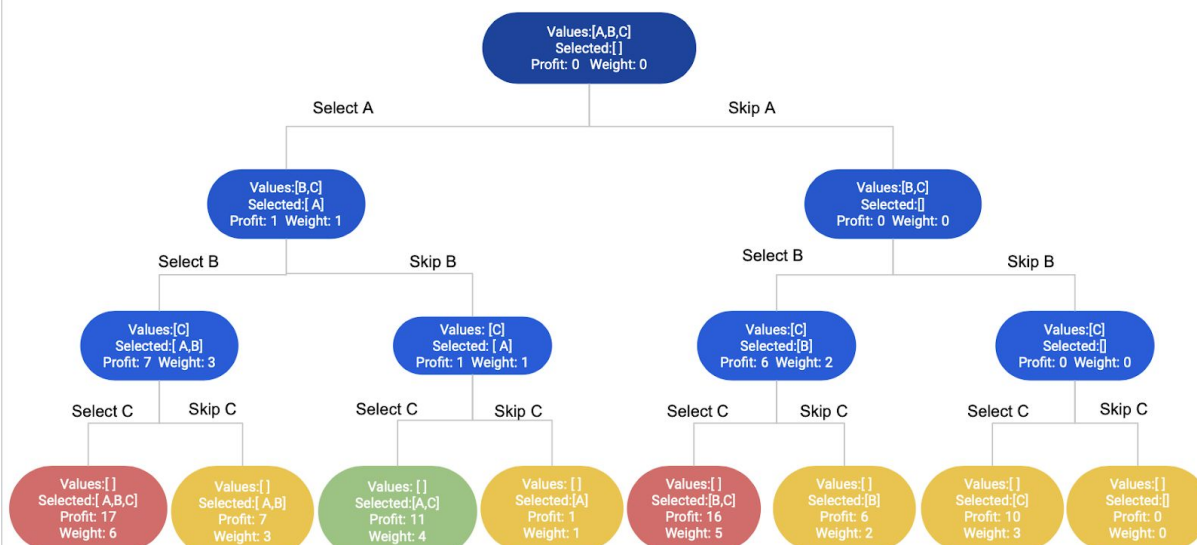 Values:[A,B,C]
Selected:[ ]
Profit: 0 Weight: 0
Select A
Skip A
Values:[B,C]
Selected:[ A]
Profit: 1 Weight: 1
Values:[B,C]
Selected:[]
Profit: 0 Weight: 0
Select B
Skip B
Select B
Skip B
Values:[C]
Selected:[ A,B]
Profit: 7 Weight: 3
Values: [C]
Selected: [ A]
Profit: 1 Weight: 1
Values:[C]
Selected:[B]
Profit: 6 Weight: 2
Values:[C]
Selected:[]
Profit: 0 Weight: 0
Select C
Skip C
Select C
Skip C
Select C
Skip C
Select C
Skip C
Values:[ ]
Selected:[ A,B,C]
Profit: 17
Weight: 6
Values:[ ]
Selected:[ A,B]
Profit: 7
Weight: 3
Values: [ ]
Selected:[A,C]
Profit: 11
Weight: 4
Values: [ ]
Selected:[A]
Profit: 1
Weight: 1
Values:[ ]
Selected:[B,C]
Profit: 16
Weight: 5
Values:[ ]
Selected:[B]
Profit: 6
Weight: 2
Values:[ ]
Selected:[C]
Profit: 10
Weight: 3
Values:[ ]
Selected:[]
Profit: 0
Weight: 0